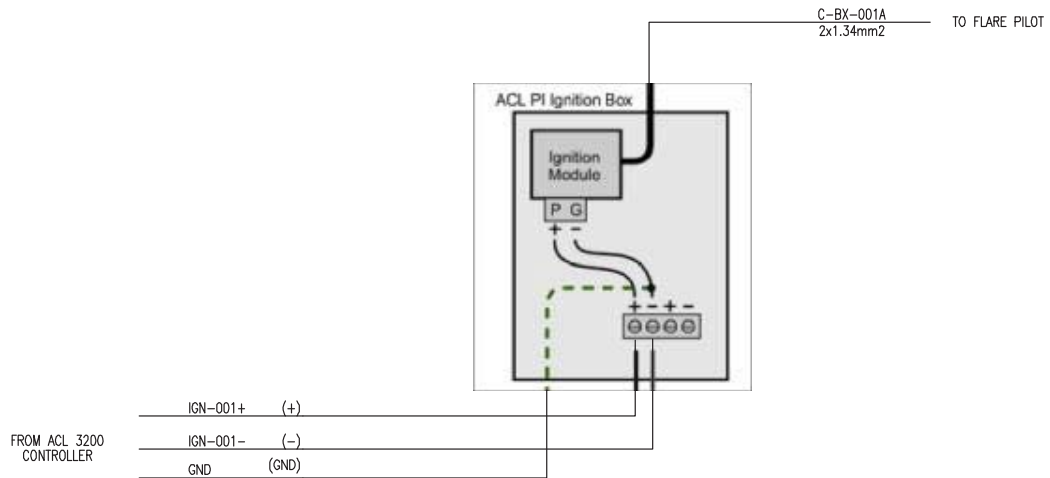 C-BX-001A
2x1.34mm2
TO FLARE PILOT
ACL PI Ignition Box
Ignition
Module
P G
+ -
+ - + -
IGN-001+ (+)
FROM ACL 3200
CONTROLLER
IGN-001- (-)
GND (GND)